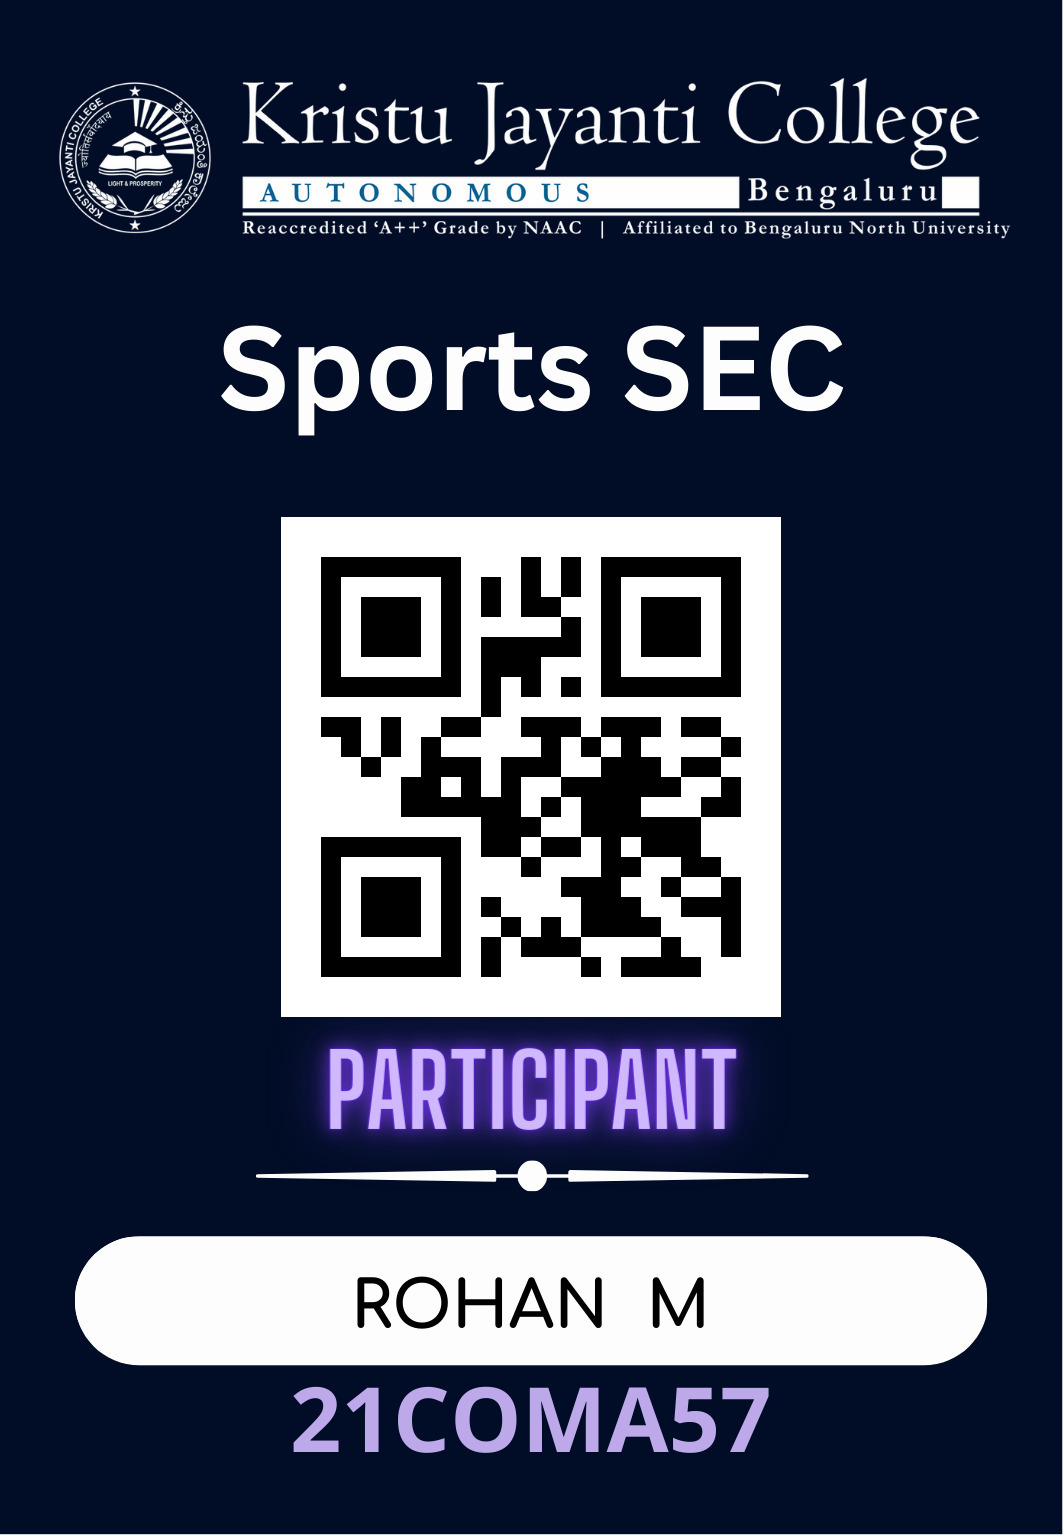 Kristu Jayanti College
AUTONOMOUS Bengaluru
Reaccredited ‘A++’ Grade by NAAC | Affiliated to Bengaluru North University
KRISTU JAYANTI COLLEGE
LIGHT & PROSPERITY
Sports SEC
PARTICIPANT
ROHAN M
21COMA57